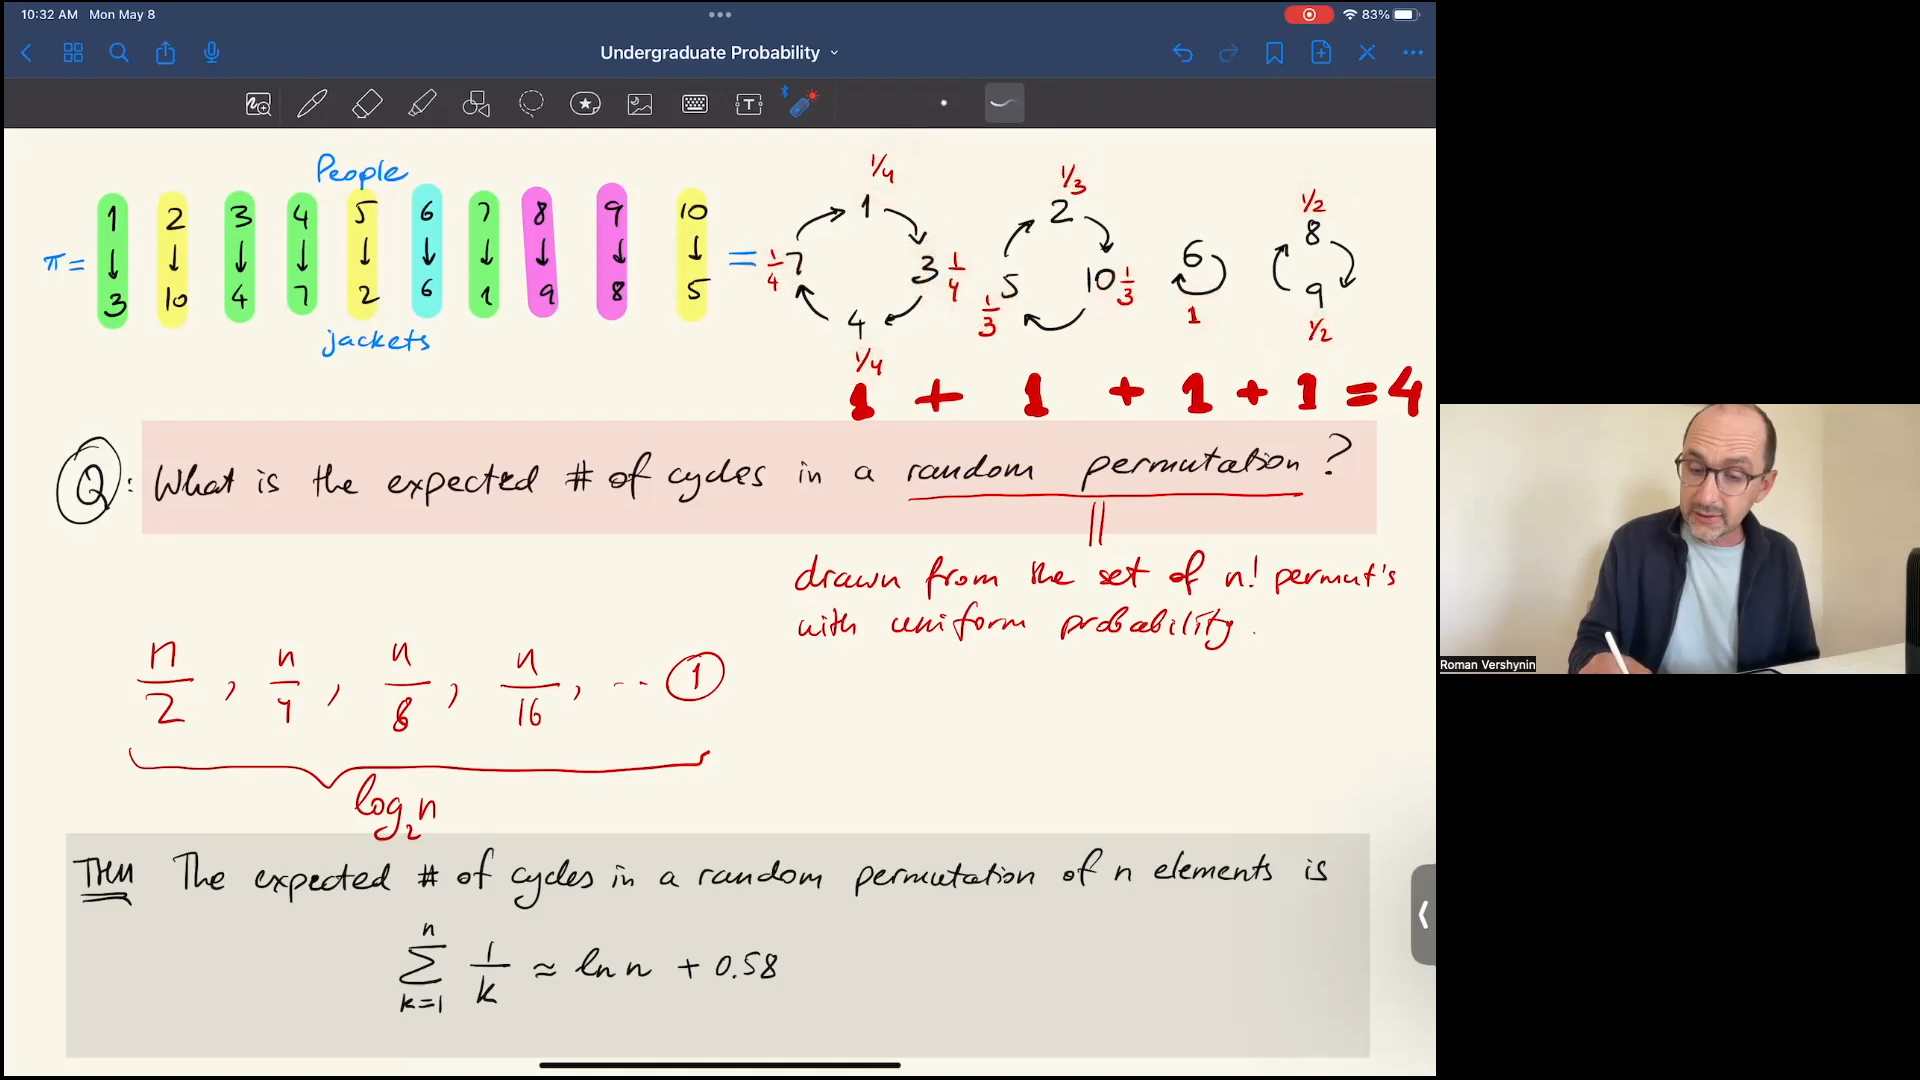 10:32 AM Mon May 8
83%
Undergraduate Probability
People
π = 1 2 3 4 5 6 7 8 9 10
3 10 4 7 2 6 1 9 8 5
jackets
=
1/4 1 3 1/4 4 1/4 7 1/4
1/3 2 10 1/3 5 1/3
6 1
1/2 8 9 1/2
1 + 1 + 1 + 1 = 4
Q: What is the expected # of cycles in a random permutation?
||
drawn from the set of n! permut's
with uniform probability.
n/2, n/4, n/8, n/16, ... 1
log₂n
THM The expected # of cycles in a random permutation of n elements is
n
∑ 1/k ≈ ln n + 0.58
k=1
Roman Vershynin